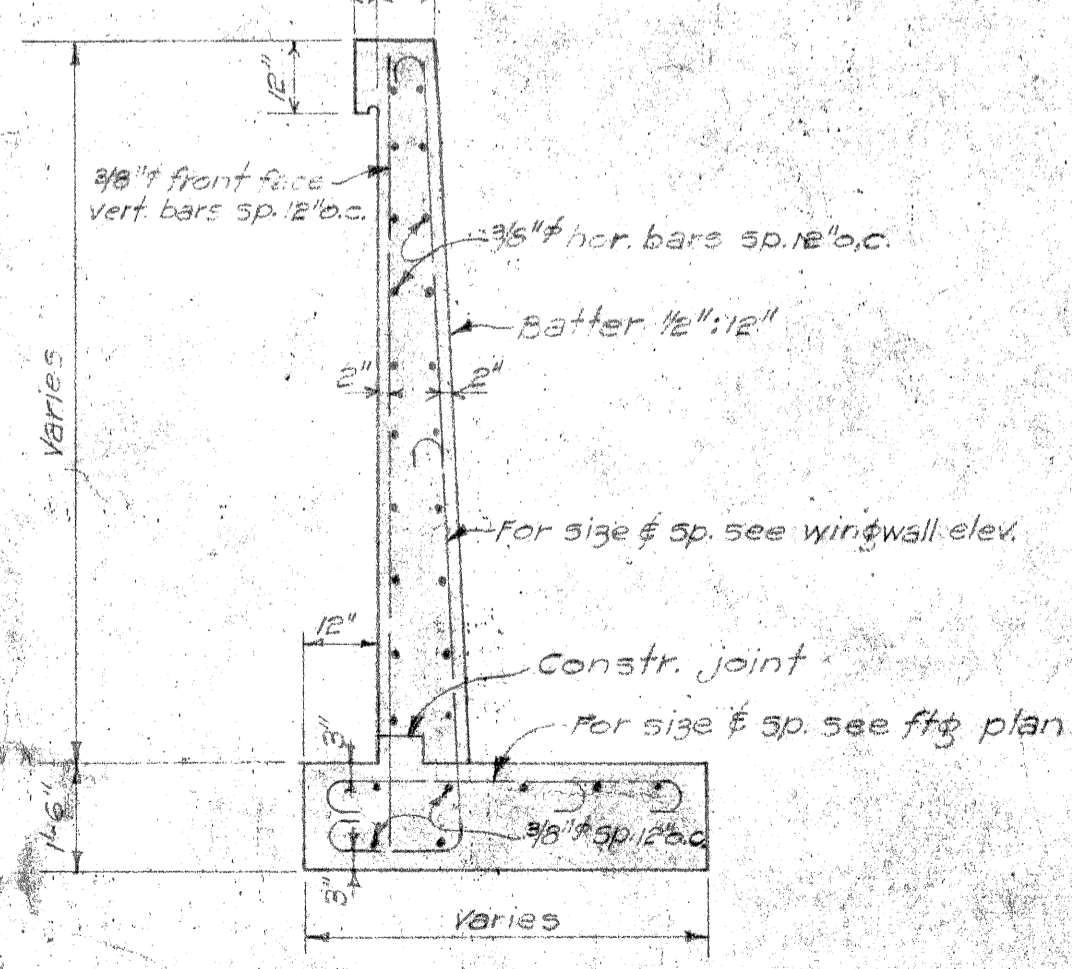 12"
3/8"φ front face
vert. bars sp. 12"o.c.
3/8"φ hor. bars sp. 12"o.c.
Batter 1/2":12"
2"
2"
Varies
For size & sp. see wingwall elev.
12"
Constr. joint
For size & sp. see ftg plan
3"
1'-6"
3/8"φ sp. 12"o.c.
3"
Varies